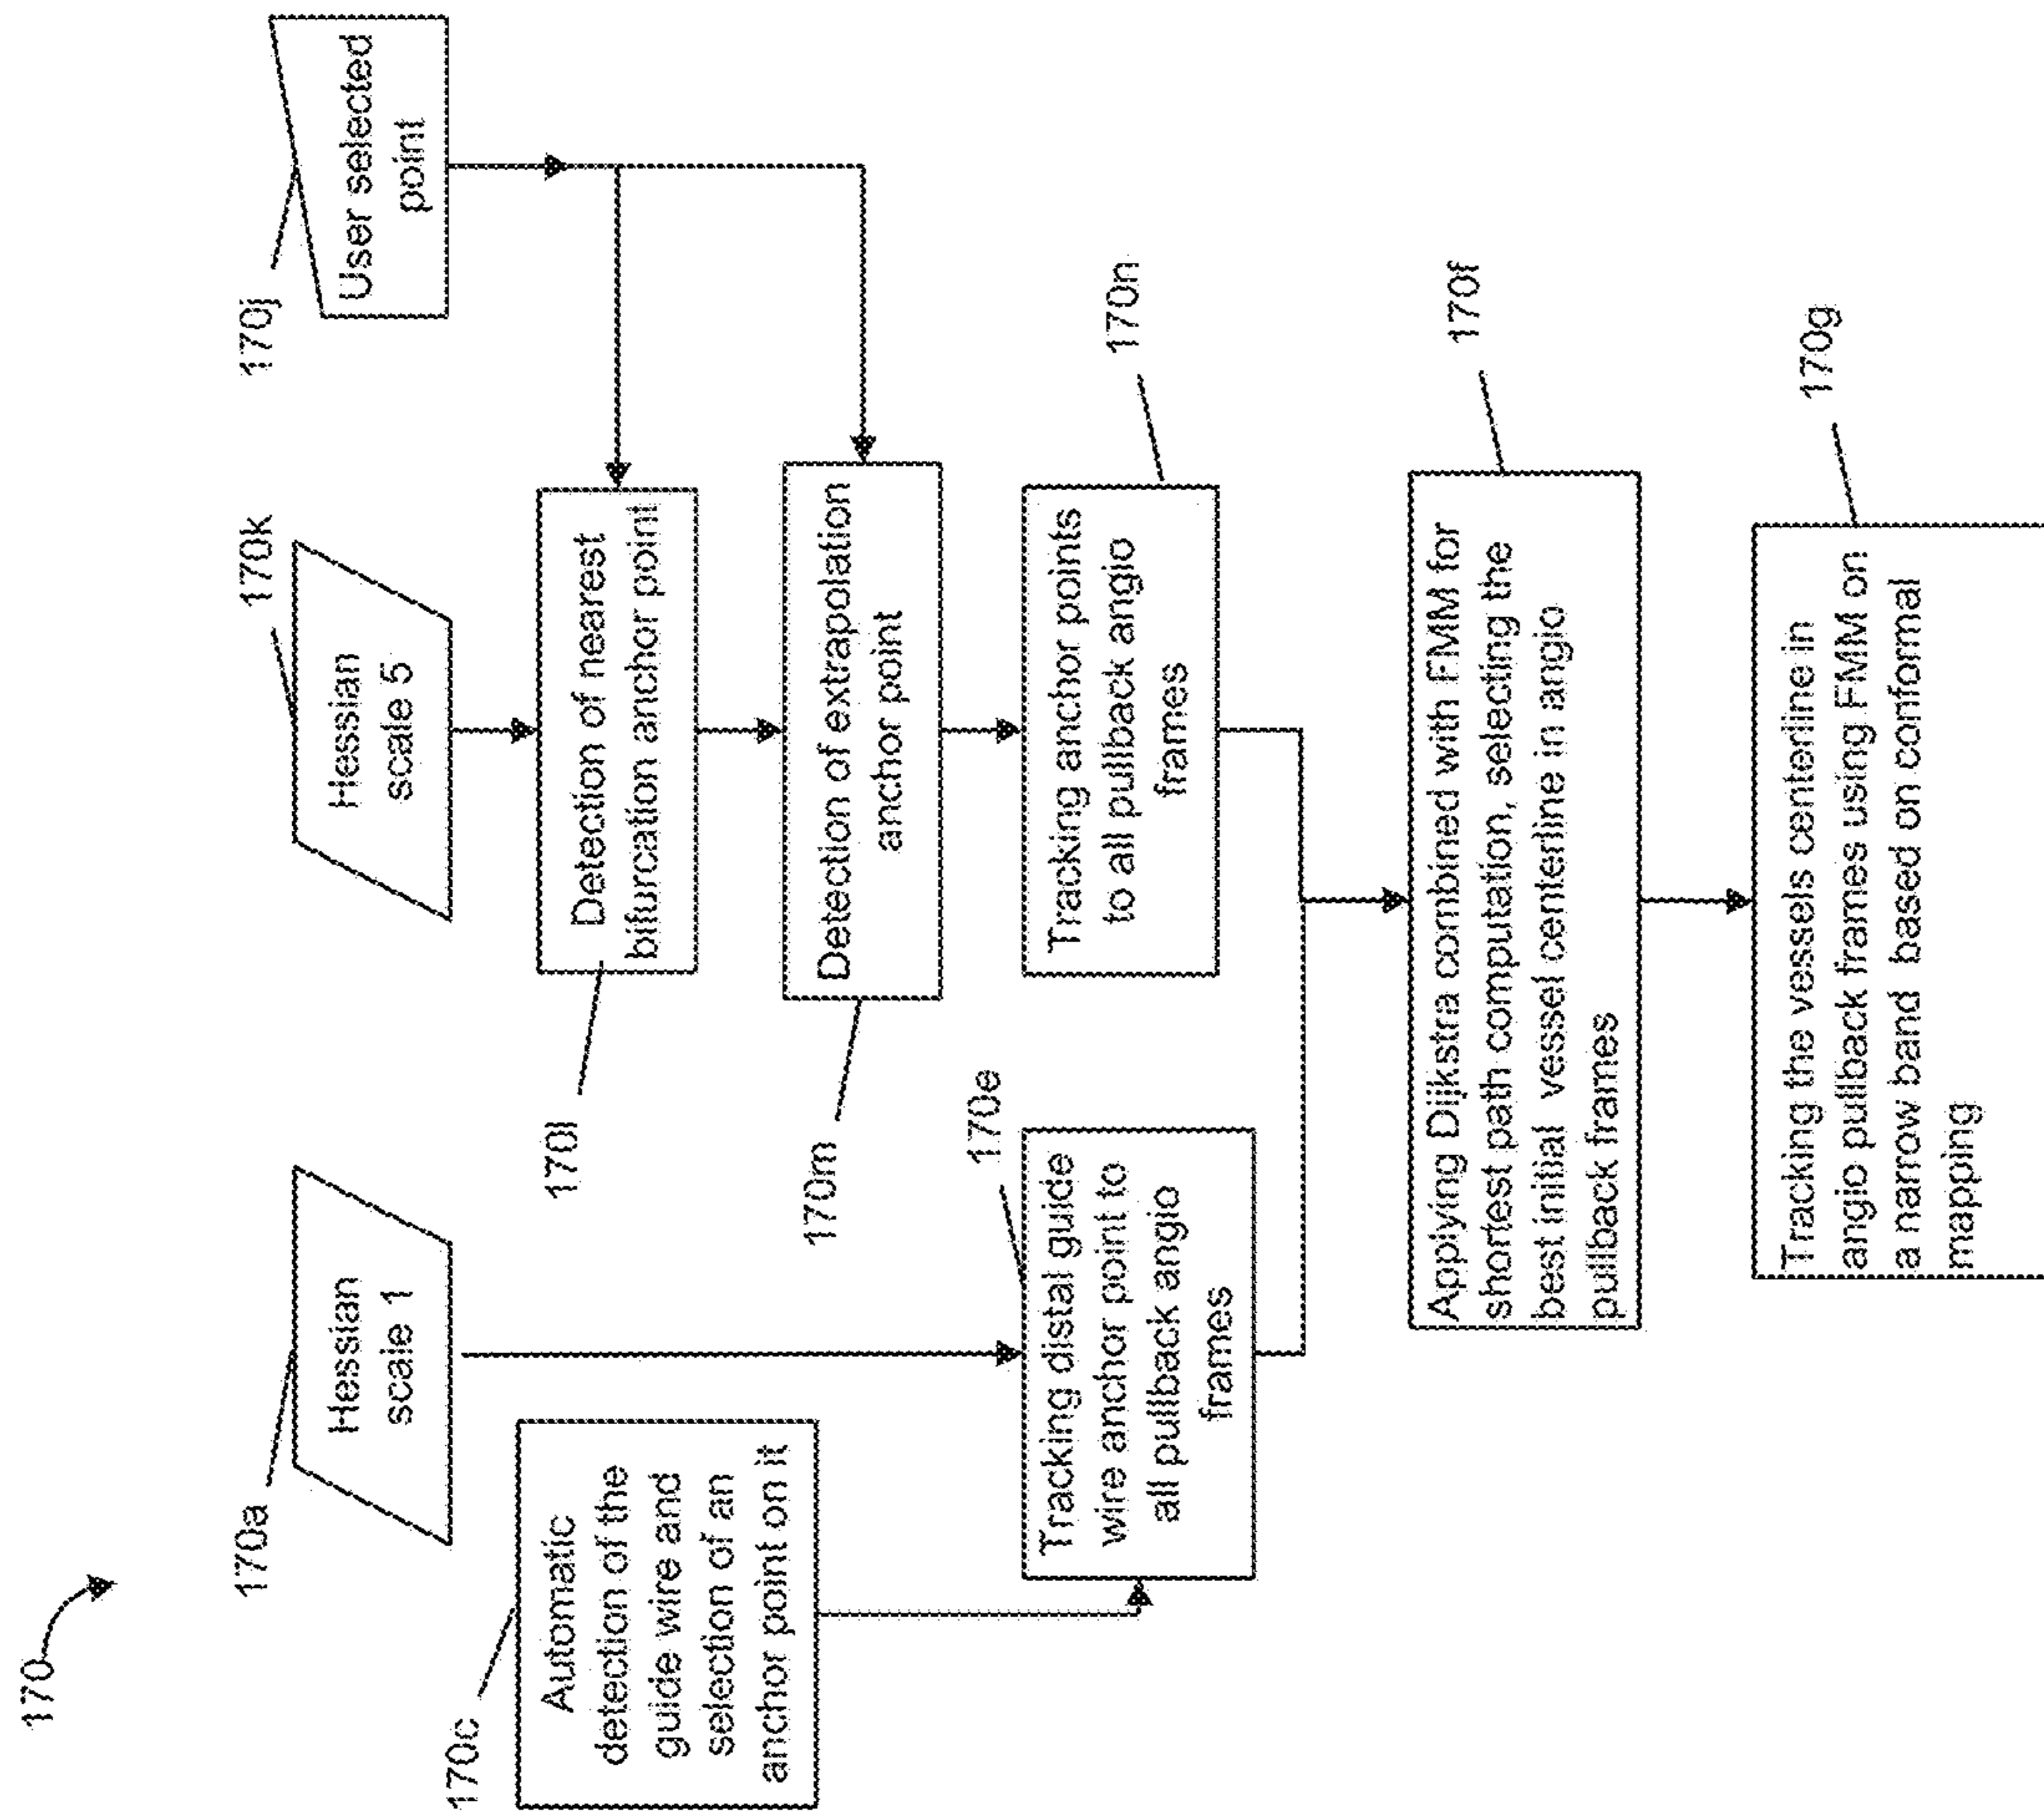 170
170a
Hessian
scale 1
170k
Hessian
scale 5
170j
User selected
point
170c
Automatic
detection of the
guide wire and
selection of an
anchor point on it
170l
Detection of nearest
bifurcation anchor point
170m
Detection of extrapolation
anchor point
170e
Tracking distal guide
wire anchor point to
all pullback angio
frames
170n
Tracking anchor points
to all pullback angio
frames
170f
Applying Dijkstra combined with FMM for
shortest path computation, selecting the
best initial vessel centerline in angio
pullback frames
170g
Tracking the vessels centerline in
angio pullback frames using FMM on
a narrow band based on conformal
mapping